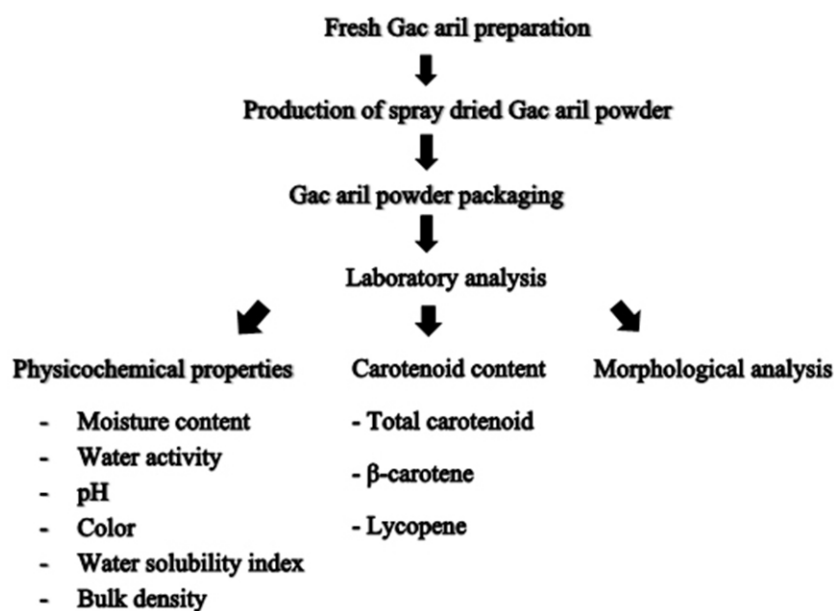 Fresh Gac aril preparation
Production of spray dried Gac aril powder
Gac aril powder packaging
Laboratory analysis
Physicochemical properties
- Moisture content
- Water activity
- pH
- Color
- Water solubility index
- Bulk density
Carotenoid content
- Total carotenoid
- β-carotene
- Lycopene
Morphological analysis